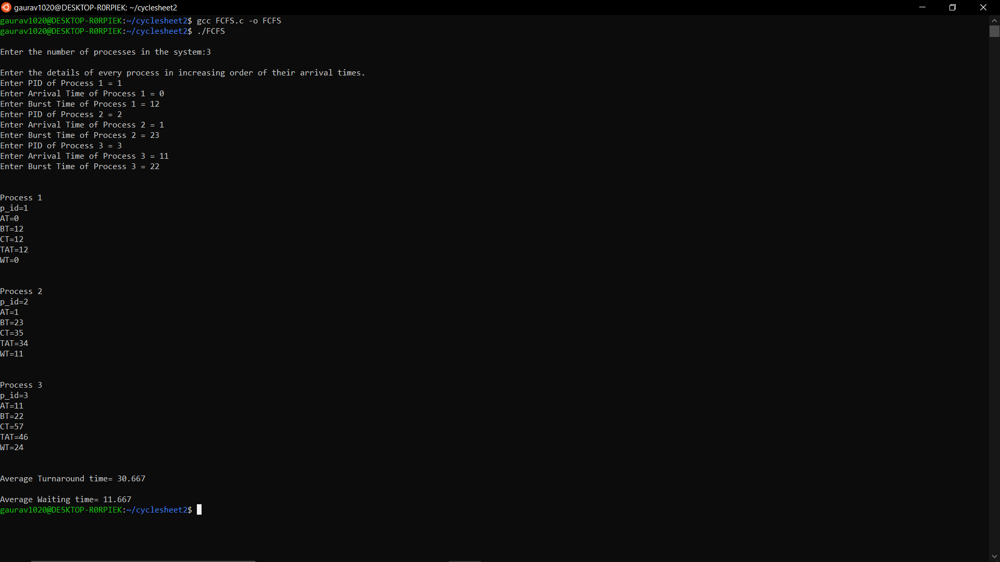 gaurav1020@DESKTOP-R0RPIEK: ~/cyclesheet2
gaurav1020@DESKTOP-R0RPIEK:~/cyclesheet2$ gcc FCFS.c -o FCFS
gaurav1020@DESKTOP-R0RPIEK:~/cyclesheet2$ ./FCFS
Enter the number of processes in the system:3
Enter the details of every process in increasing order of their arrival times.
Enter PID of Process 1 = 1
Enter Arrival Time of Process 1 = 0
Enter Burst Time of Process 1 = 12
Enter PID of Process 2 = 2
Enter Arrival Time of Process 2 = 1
Enter Burst Time of Process 2 = 23
Enter PID of Process 3 = 3
Enter Arrival Time of Process 3 = 11
Enter Burst Time of Process 3 = 22
Process 1
p_id=1
AT=0
BT=12
CT=12
TAT=12
WT=0
Process 2
p_id=2
AT=1
BT=23
CT=35
TAT=34
WT=11
Process 3
p_id=3
AT=11
BT=22
CT=57
TAT=46
WT=24
Average Turnaround time= 30.667
Average Waiting time= 11.667
gaurav1020@DESKTOP-R0RPIEK:~/cyclesheet2$